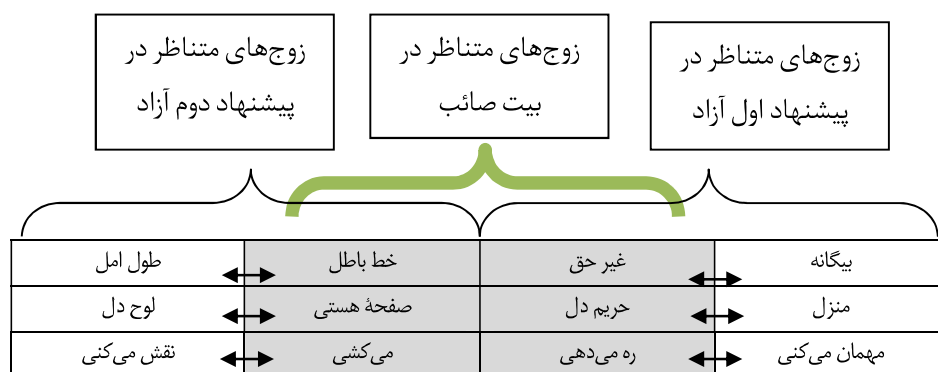 زوج‌های متناظر در
پیشنهاد اول آزاد
زوج‌های متناظر در
بیت صائب
زوج‌های متناظر در
پیشنهاد دوم آزاد
بیگانه غیر حق خط باطل طول امل
منزل حریم دل صفحۀ هستی لوح دل
مهمان می‌کنی ره می‌دهی می‌کشی نقش می‌کنی